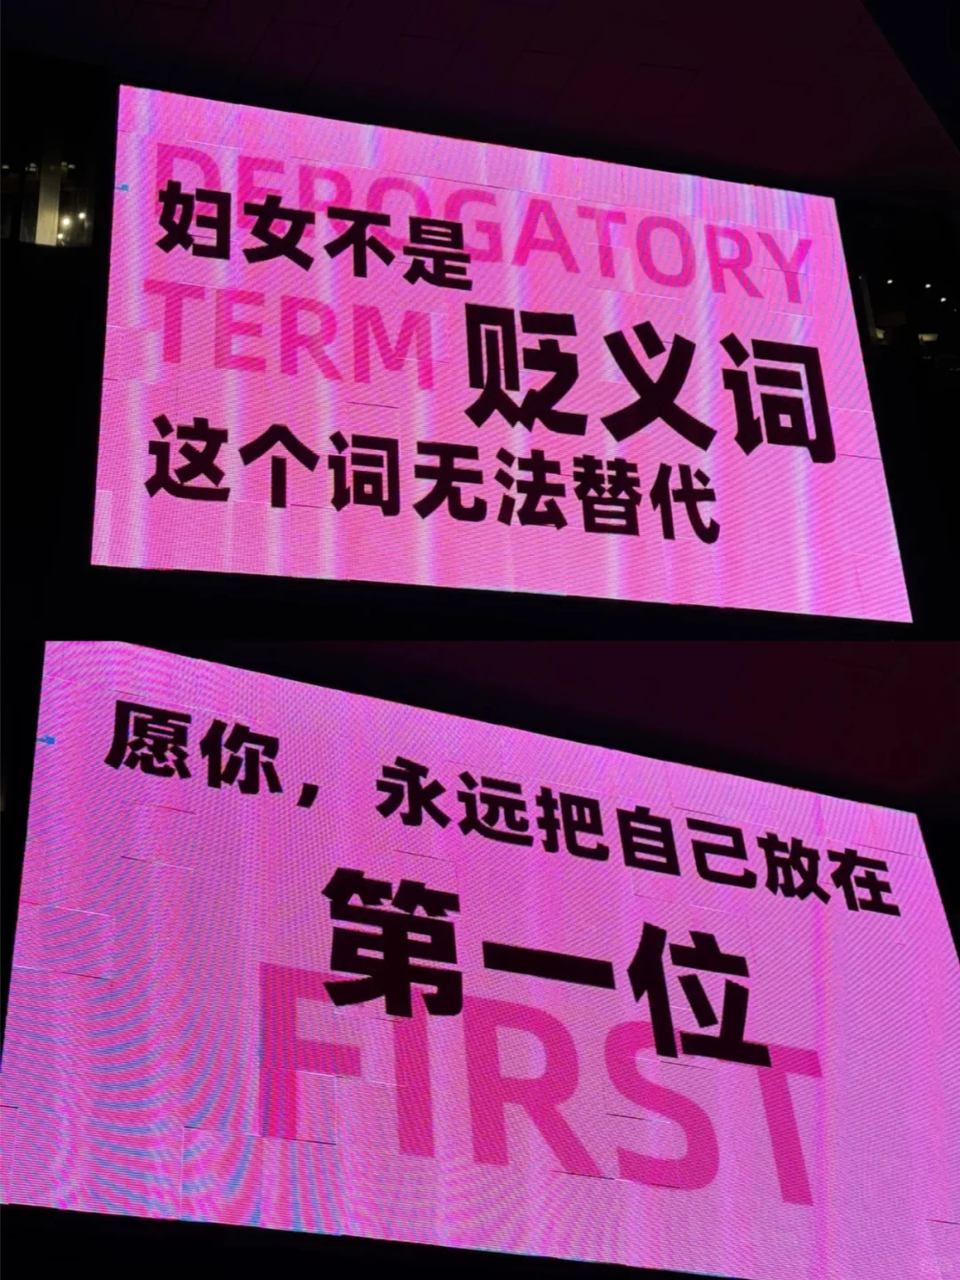 DEROGATORY
妇女不是
TERM
贬义词
这个词无法替代
愿你，永远把自己放在
第一位
FIRST